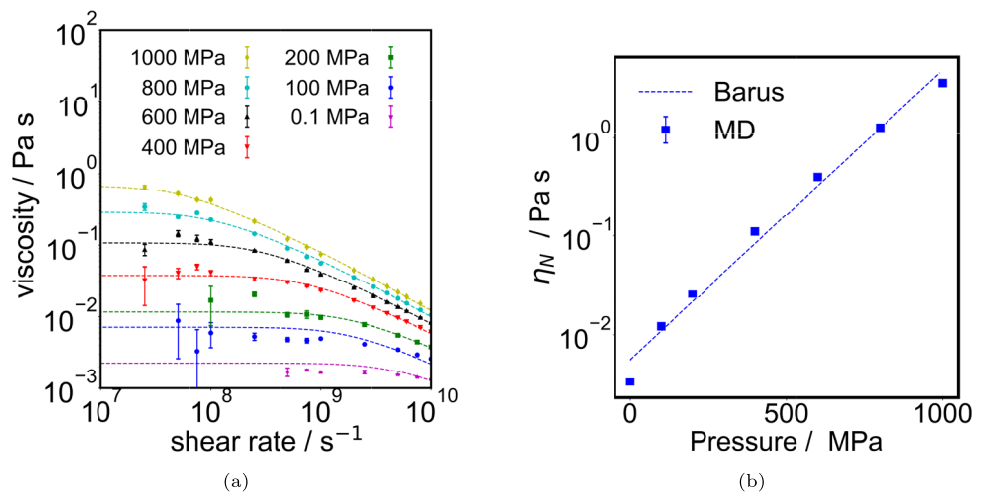 10^2
10^1
10^0
10^-1
10^-2
10^-3
viscosity / Pa s
1000 MPa
800 MPa
600 MPa
400 MPa
200 MPa
100 MPa
0.1 MPa
10^7
10^8
10^9
10^10
shear rate / s^-1
(a)
10^0
10^-1
10^-2
η_N / Pa s
Barus
MD
0
500
1000
Pressure / MPa
(b)